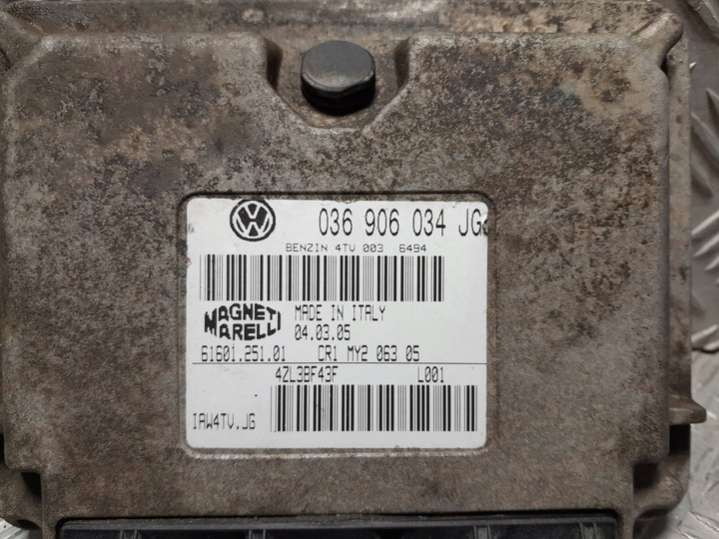 VW 036 906 034 JG
BENZIN 4TV 003 6494
MAGNETI MARELLI
MADE IN ITALY
04.03.05
61601.251.01 CR1 MY2 063 05
4ZL3BF43F L001
IAW4TV.JG